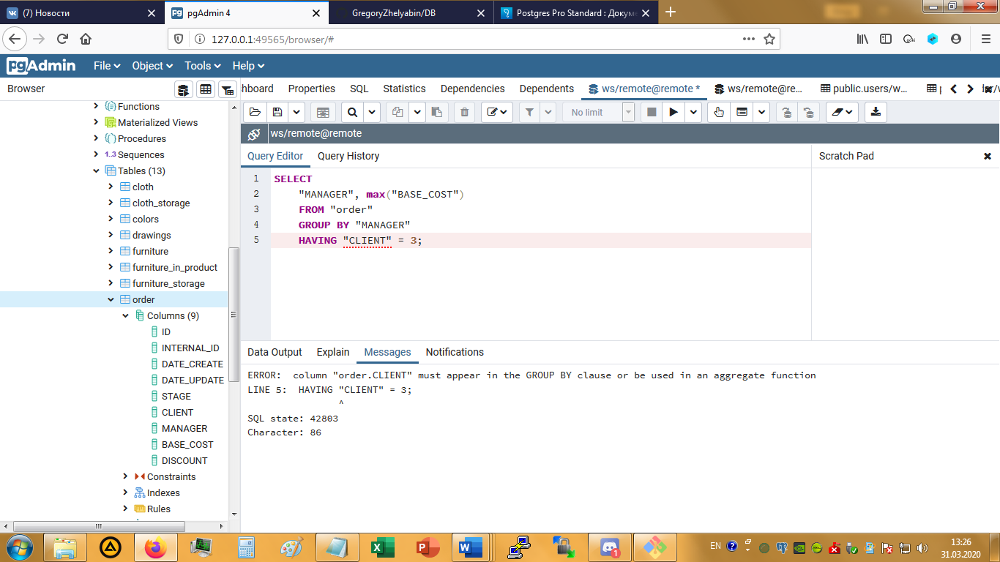 (7) Новости
pgAdmin 4
GregoryZhelyabin/DB
Postgres Pro Standard : Докум
127.0.0.1:49565/browser/#
pgAdmin
File
Object
Tools
Help
Browser
hboard
Properties
SQL
Statistics
Dependencies
Dependents
ws/remote@remote *
ws/remote@re...
public.users/w...
Functions
Materialized Views
Procedures
1..3 Sequences
Tables (13)
cloth
cloth_storage
colors
drawings
furniture
furniture_in_product
furniture_storage
order
Columns (9)
ID
INTERNAL_ID
DATE_CREATE
DATE_UPDATE
STAGE
CLIENT
MANAGER
BASE_COST
DISCOUNT
Constraints
Indexes
Rules
No limit
ws/remote@remote
Query Editor
Query History
Scratch Pad
1 SELECT
2 "MANAGER", max("BASE_COST")
3 FROM "order"
4 GROUP BY "MANAGER"
5 HAVING "CLIENT" = 3;
Data Output
Explain
Messages
Notifications
ERROR:  column "order.CLIENT" must appear in the GROUP BY clause or be used in an aggregate function
LINE 5:  HAVING "CLIENT" = 3;
^
SQL state: 42803
Character: 86
EN
13:26
31.03.2020